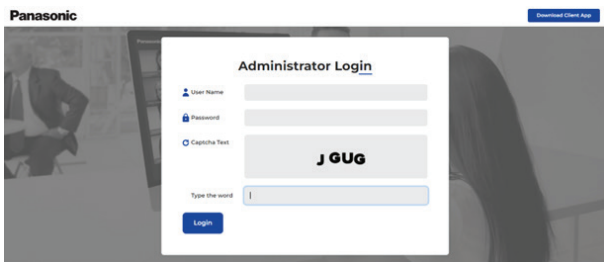 Panasonic
Download Client App
Administrator Login
User Name
Password
Captcha Text
J GUG
Type the word
Login